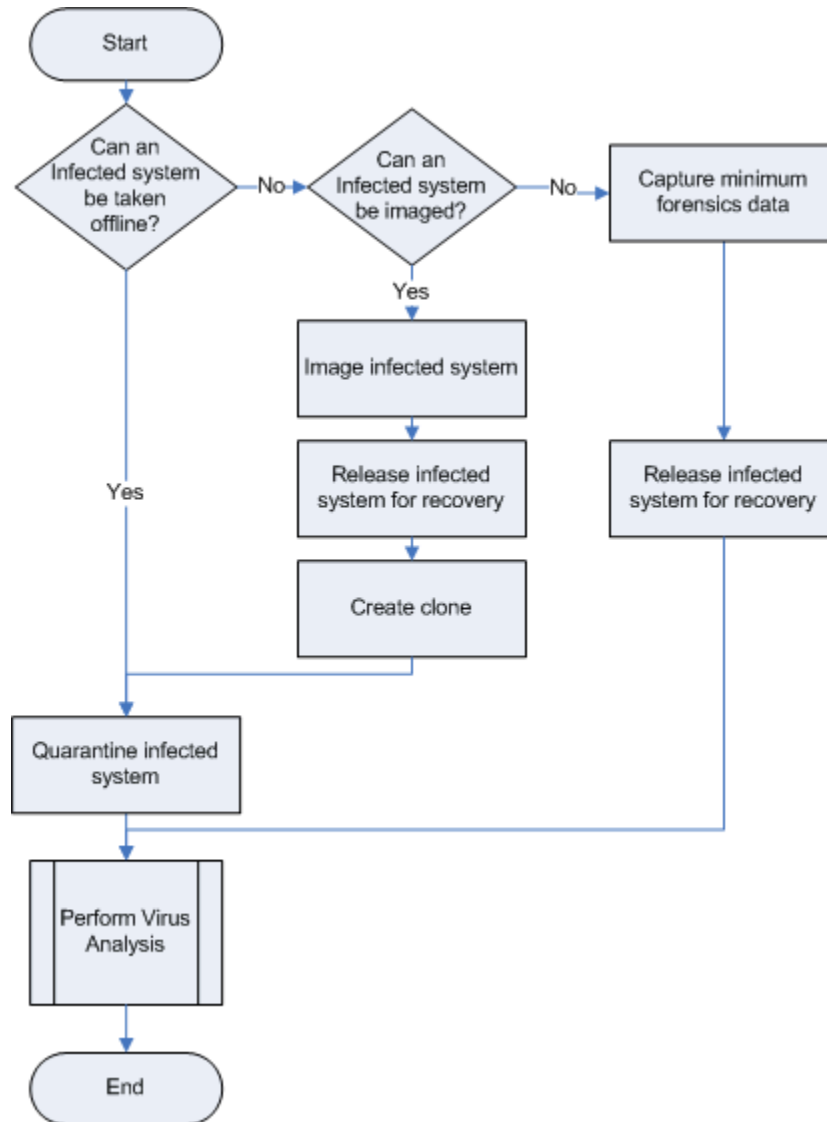 Start
Can an
Infected system
be taken
offline?
No
Can an
Infected system
be imaged?
No
Capture minimum
forensics data
Yes
Image infected system
Release infected
system for recovery
Release infected
system for recovery
Yes
Create clone
Quarantine infected
system
Perform Virus
Analysis
End